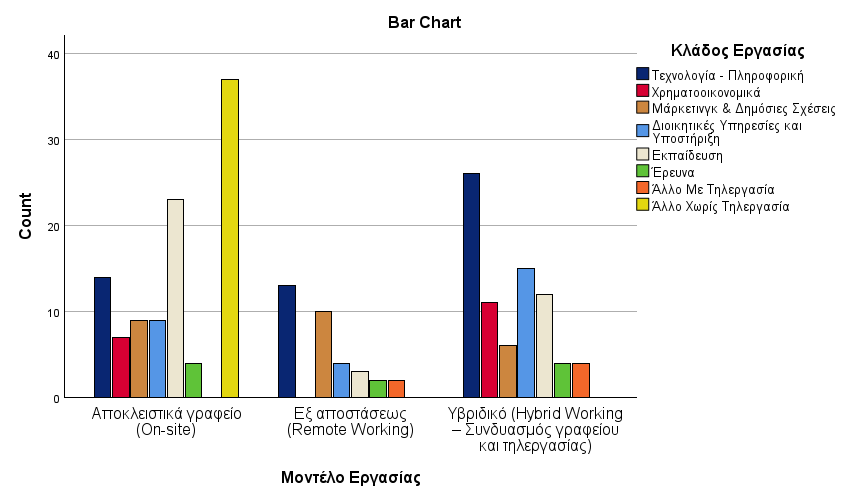 Bar Chart
Count
40
30
20
10
0
Αποκλειστικά γραφείο
(On-site)
Εξ αποστάσεως
(Remote Working)
Υβριδικό (Hybrid Working
– Συνδυασμός γραφείου
και τηλεργασίας)
Μοντέλο Εργασίας
Κλάδος Εργασίας
Τεχνολογία - Πληροφορική
Χρηματοοικονομικά
Μάρκετινγκ & Δημόσιες Σχέσεις
Διοικητικές Υπηρεσίες και
Υποστήριξη
Εκπαίδευση
Έρευνα
Άλλο Με Τηλεργασία
Άλλο Χωρίς Τηλεργασία